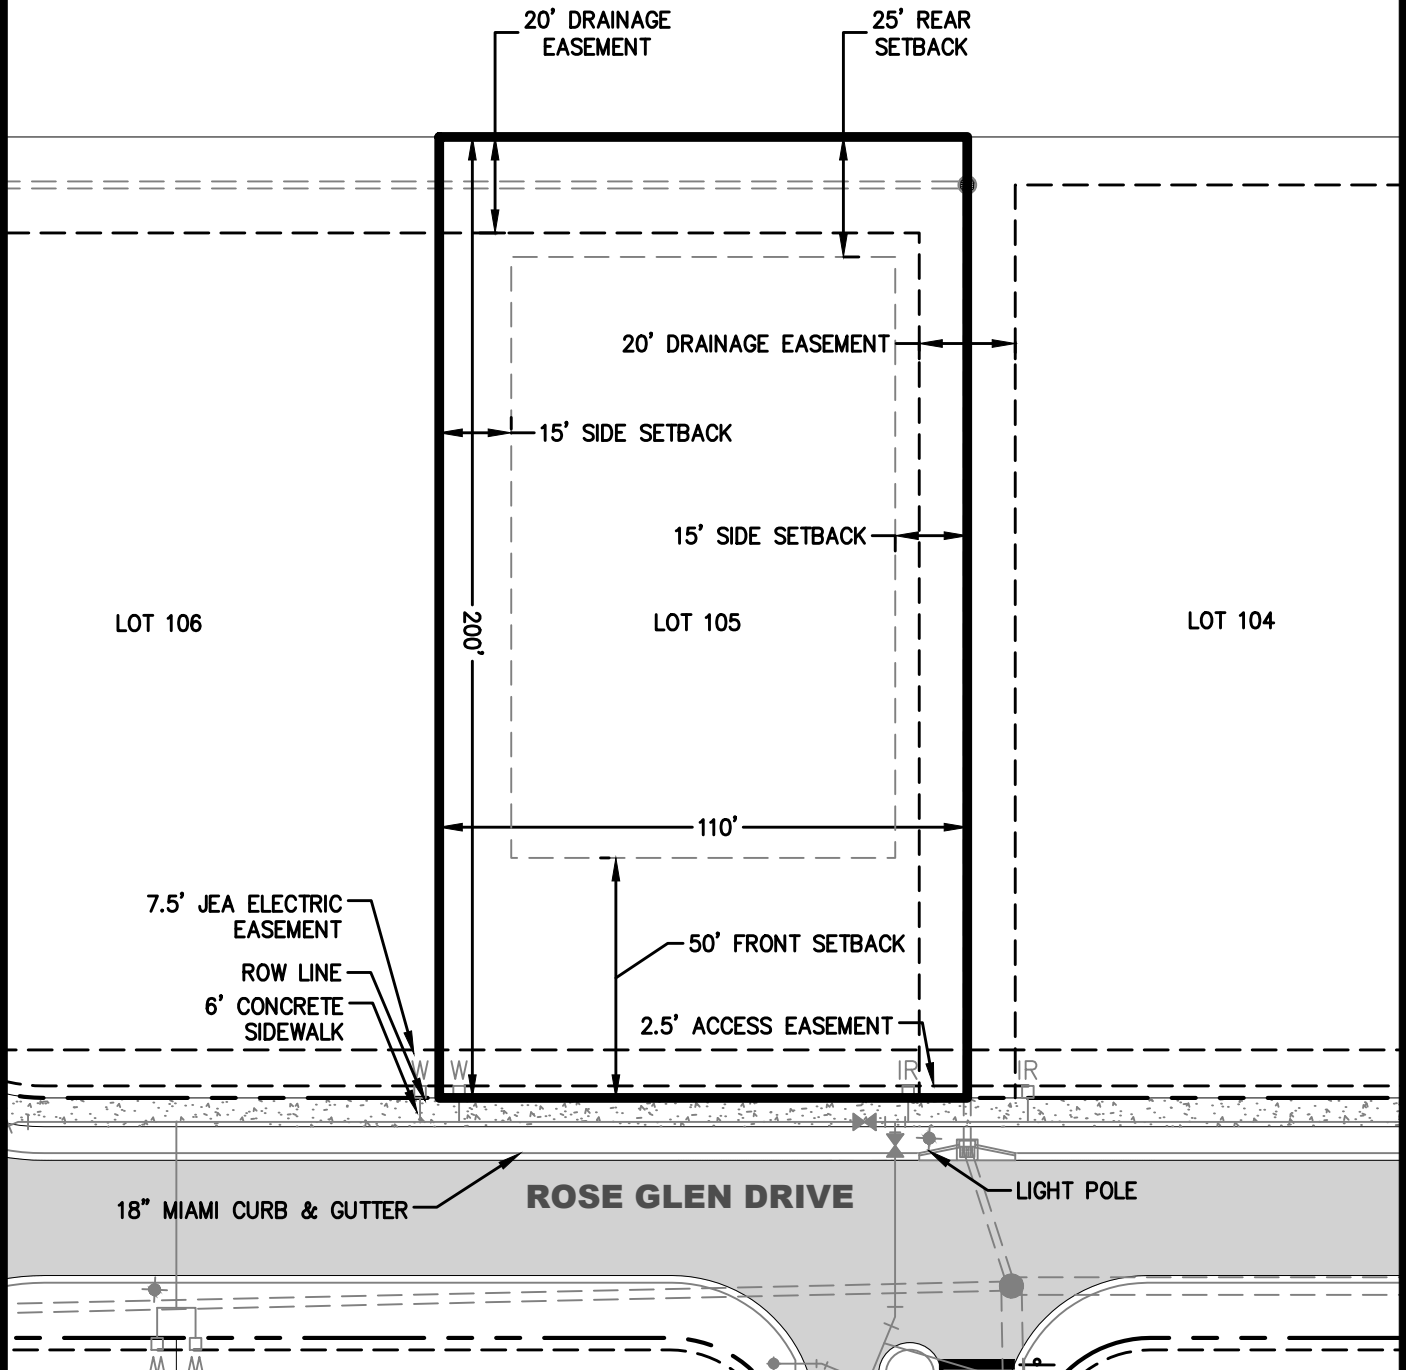 20' DRAINAGE
EASEMENT
25' REAR
SETBACK
20' DRAINAGE EASEMENT
15' SIDE SETBACK
15' SIDE SETBACK
LOT 106
200'
LOT 105
LOT 104
110'
7.5' JEA ELECTRIC
EASEMENT
50' FRONT SETBACK
ROW LINE
6' CONCRETE
SIDEWALK
2.5' ACCESS EASEMENT
W
W
IR
IR
18" MIAMI CURB & GUTTER
ROSE GLEN DRIVE
LIGHT POLE